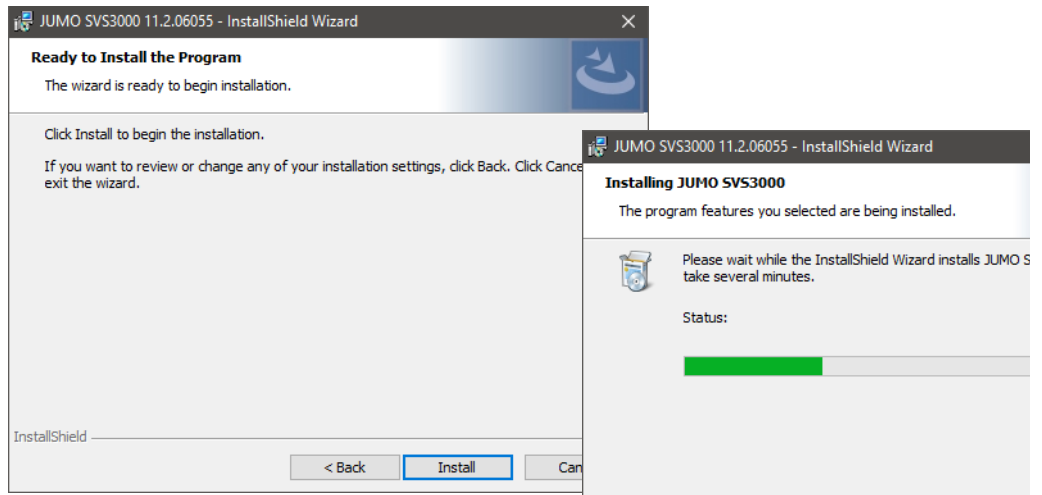 JUMO SVS3000 11.2.06055 - InstallShield Wizard
Ready to Install the Program
The wizard is ready to begin installation.
Click Install to begin the installation.
If you want to review or change any of your installation settings, click Back. Click Cance
exit the wizard.
InstallShield
< Back
Install
Can
JUMO SVS3000 11.2.06055 - InstallShield Wizard
Installing JUMO SVS3000
The program features you selected are being installed.
Please wait while the InstallShield Wizard installs JUMO S
take several minutes.
Status: